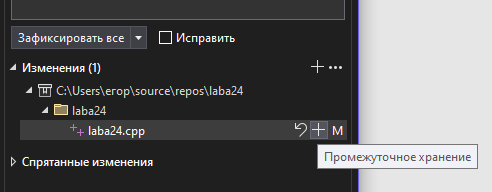 Зафиксировать все
Исправить
Изменения (1)
C:\Users\егор\source\repos\laba24
laba24
laba24.cpp
M
Промежуточное хранение
Спрятанные изменения